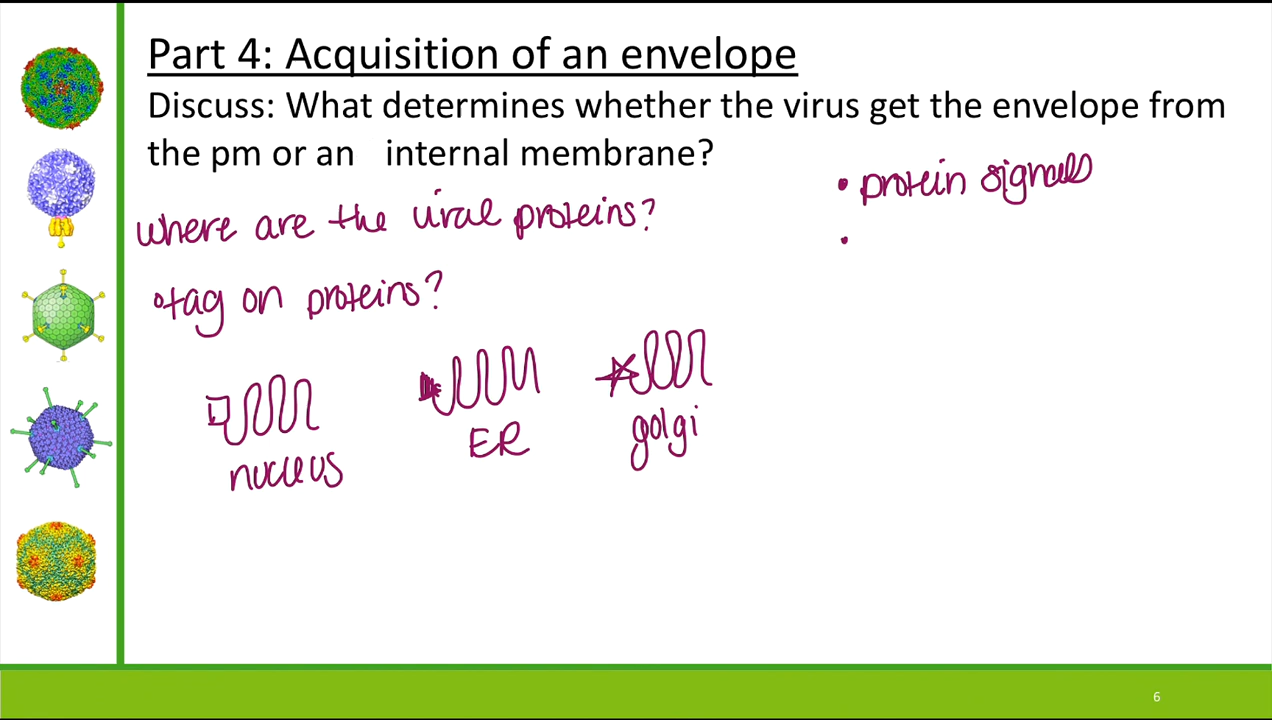 Part 4: Acquisition of an envelope
Discuss: What determines whether the virus get the envelope from
the pm or an internal membrane?
• protein signals
where are the viral proteins?
•
tag on proteins?
nucleus
ER
golgi
6